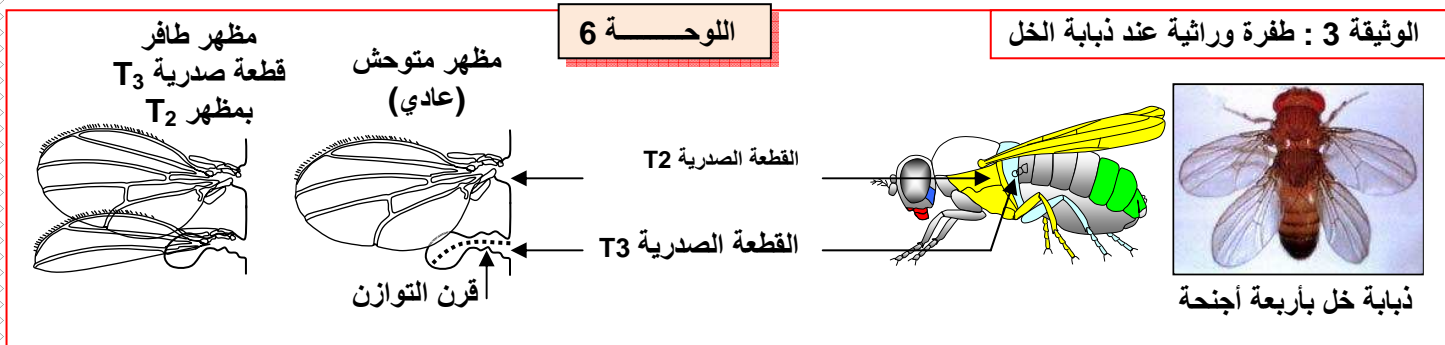 الوثيقة 3 : طفرة وراثية عند ذبابة الخل
اللوحـــــــــة 6
مظهر متوحش
(عادي)
مظهر طافر
قطعة صدرية T3
بمظهر T2
القطعة الصدرية T2
القطعة الصدرية T3
قرن التوازن
ذبابة خل بأربعة أجنحة